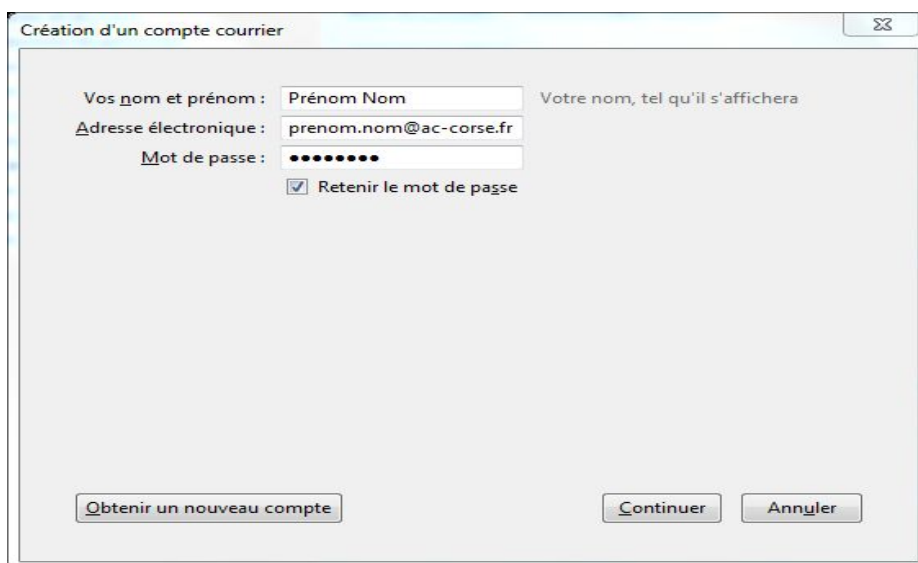 Création d'un compte courrier
Vos nom et prénom : Prénom Nom Votre nom, tel qu'il s'affichera
Adresse électronique : prenom.nom@ac-corse.fr
Mot de passe : ••••••••
Retenir le mot de passe
Obtenir un nouveau compte Continuer Annuler